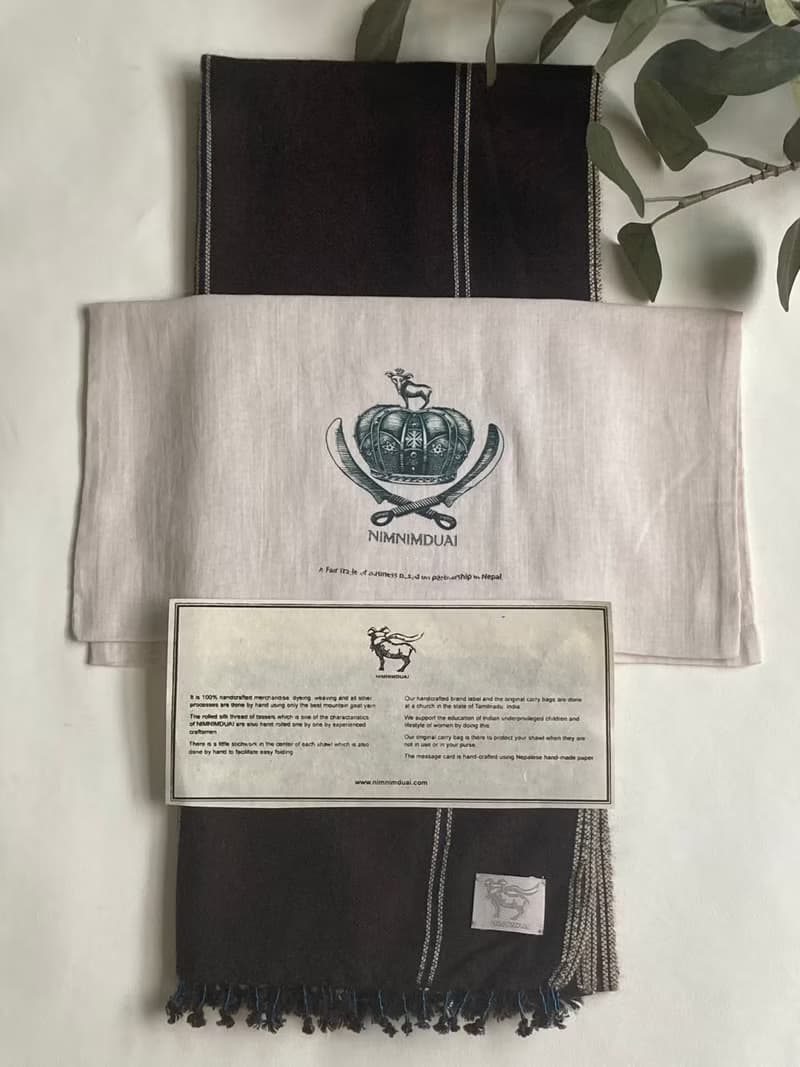 NIMNIMDUAI
A Fair Trade of business based on partnership in Nepal
NIMNIMDUAI
It is 100% handcrafted merchandise, dyeing, weaving and all other
processes are done by hand using only the best mountain goat yarn
The rolled silk thread of tassels, which is one of the characteristics
of NIMNIMDUAI are also hand rolled one by one by experienced
craftsmen
There is a little stichwork in the center of each shawl which is also
done by hand to facilitate easy folding
Our handcrafted brand label and the original carry bags are done
at a church in the state of Tamilnadu, India
We support the education of Indian underprivileged children and
lifestyle of women by doing this
Our original carry bag is there to protect your shawl when they are
not in use or in your purse.
The message card is hand-crafted using Nepalese hand-made paper
www.nimnimduai.com